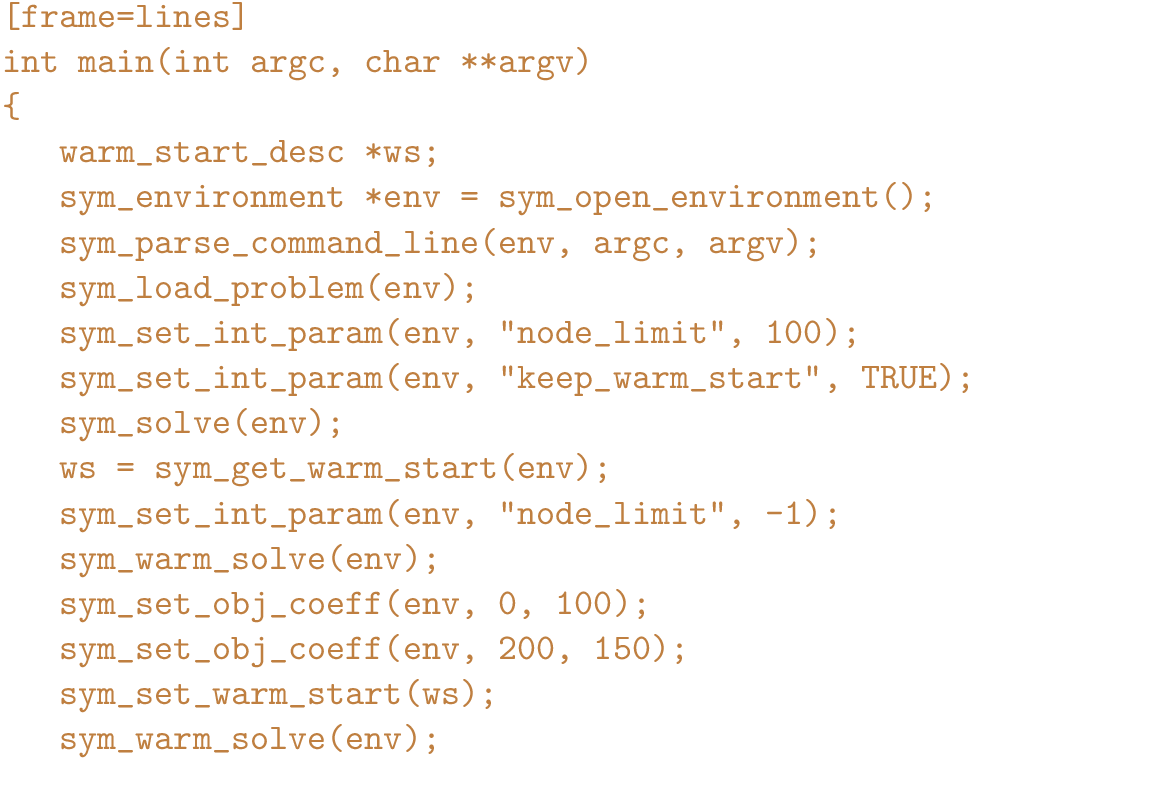 [frame=lines]
int main(int argc, char **argv)
{
   warm_start_desc *ws;
   sym_environment *env = sym_open_environment();
   sym_parse_command_line(env, argc, argv);
   sym_load_problem(env);
   sym_set_int_param(env, "node_limit", 100);
   sym_set_int_param(env, "keep_warm_start", TRUE);
   sym_solve(env);
   ws = sym_get_warm_start(env);
   sym_set_int_param(env, "node_limit", -1);
   sym_warm_solve(env);
   sym_set_obj_coeff(env, 0, 100);
   sym_set_obj_coeff(env, 200, 150);
   sym_set_warm_start(ws);
   sym_warm_solve(env);